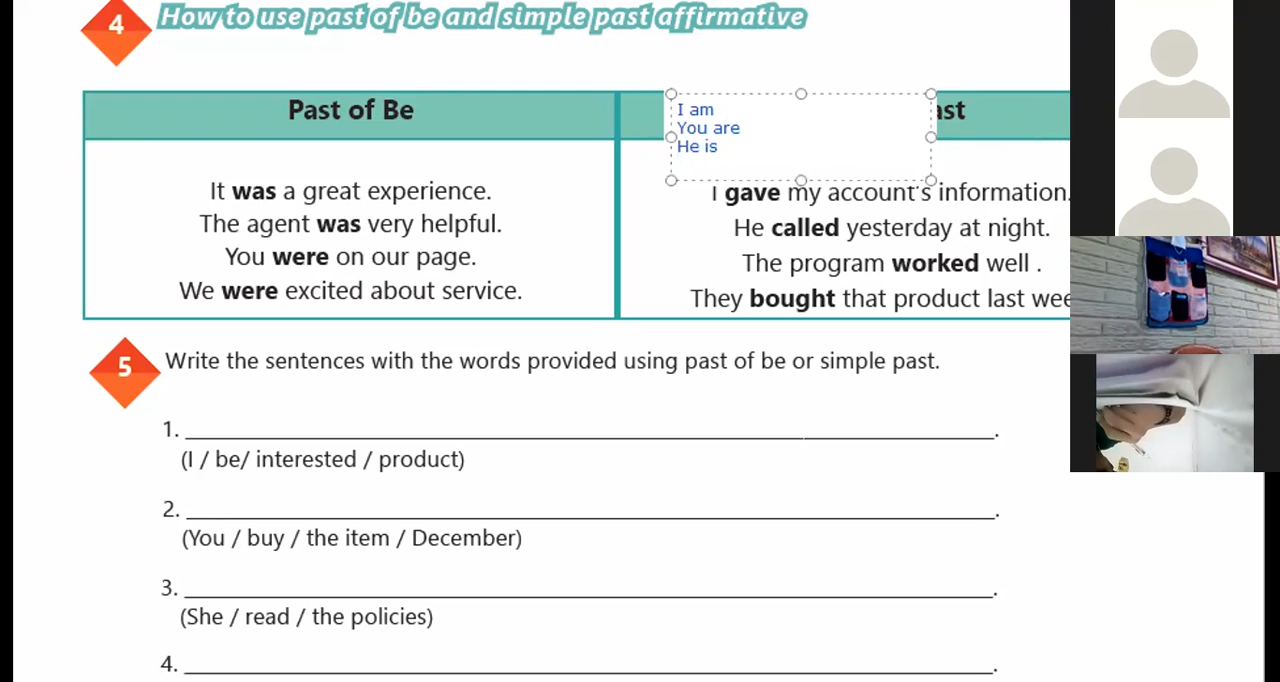 4 How to use past of be and simple past affirmative
Past of Be
I am
You are
He is
It was a great experience.
The agent was very helpful.
You were on our page.
We were excited about service.
I gave my account's information.
He called yesterday at night.
The program worked well .
They bought that product last
5 Write the sentences with the words provided using past of be or simple past.
1. ______________________________.
(I / be/ interested / product)
2. ______________________________.
(You / buy / the item / December)
3. ______________________________.
(She / read / the policies)
4. ______________________________.